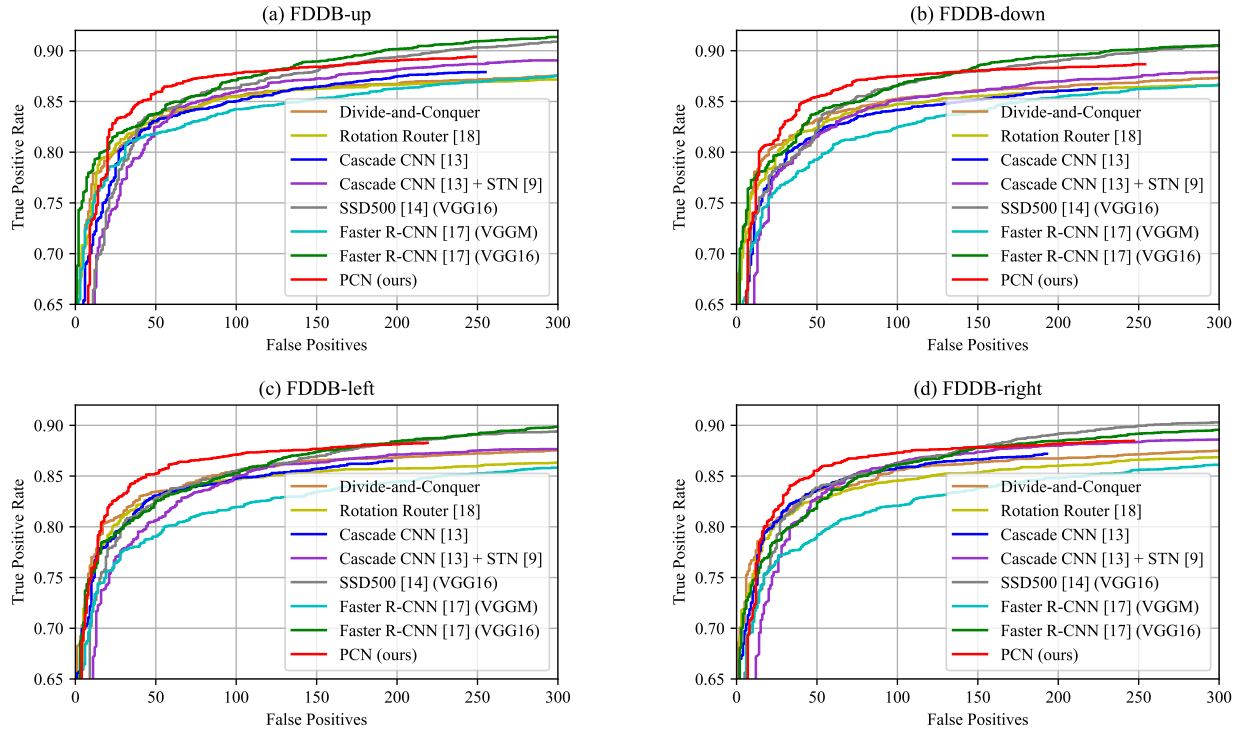 (a) FDDB-up
True Positive Rate
0.90
0.85
0.80
0.75
0.70
0.65
Divide-and-Conquer
Rotation Router [18]
Cascade CNN [13]
Cascade CNN [13] + STN [9]
SSD500 [14] (VGG16)
Faster R-CNN [17] (VGGM)
Faster R-CNN [17] (VGG16)
PCN (ours)
0 50 100 150 200 250 300
False Positives
(b) FDDB-down
True Positive Rate
0.90
0.85
0.80
0.75
0.70
0.65
Divide-and-Conquer
Rotation Router [18]
Cascade CNN [13]
Cascade CNN [13] + STN [9]
SSD500 [14] (VGG16)
Faster R-CNN [17] (VGGM)
Faster R-CNN [17] (VGG16)
PCN (ours)
0 50 100 150 200 250 300
False Positives
(c) FDDB-left
True Positive Rate
0.90
0.85
0.80
0.75
0.70
0.65
Divide-and-Conquer
Rotation Router [18]
Cascade CNN [13]
Cascade CNN [13] + STN [9]
SSD500 [14] (VGG16)
Faster R-CNN [17] (VGGM)
Faster R-CNN [17] (VGG16)
PCN (ours)
0 50 100 150 200 250 300
False Positives
(d) FDDB-right
True Positive Rate
0.90
0.85
0.80
0.75
0.70
0.65
Divide-and-Conquer
Rotation Router [18]
Cascade CNN [13]
Cascade CNN [13] + STN [9]
SSD500 [14] (VGG16)
Faster R-CNN [17] (VGGM)
Faster R-CNN [17] (VGG16)
PCN (ours)
0 50 100 150 200 250 300
False Positives